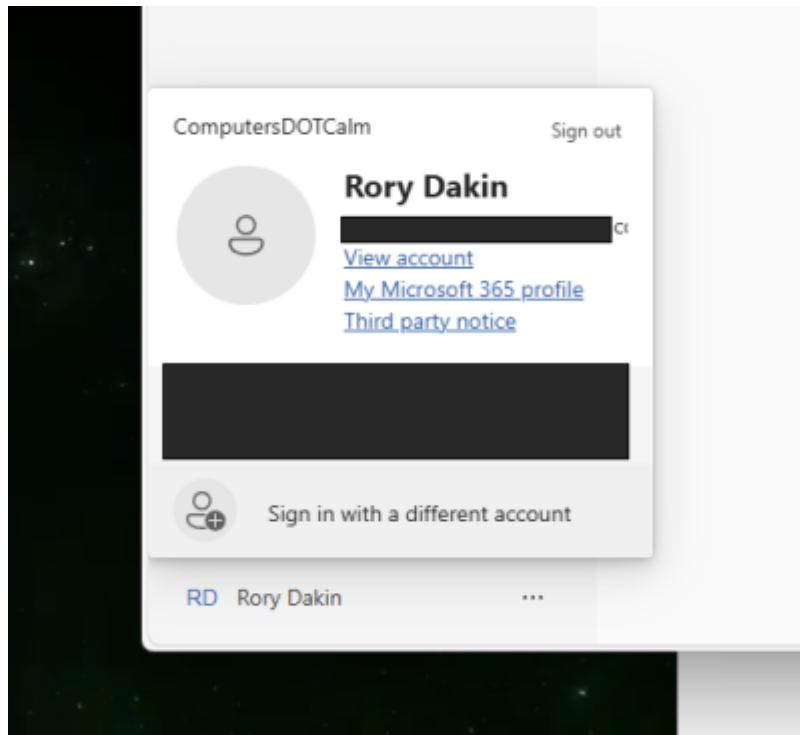 ComputersDOTCalm
Sign out
Rory Dakin
View account
My Microsoft 365 profile
Third party notice
Sign in with a different account
RD Rory Dakin
...